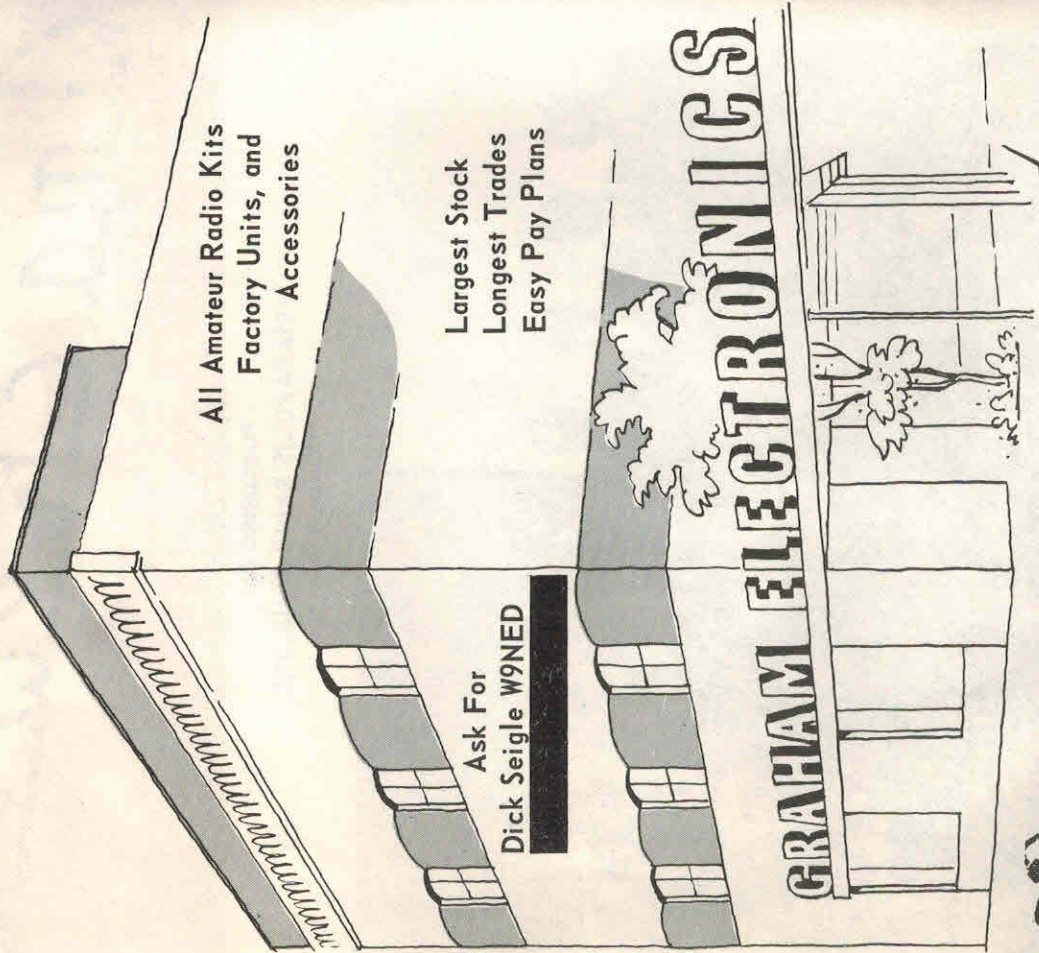 All Amateur Radio Kits
Factory Units, and
Accessories
Largest Stock
Longest Trades
Easy Pay Plans
Ask For
Dick Seigle W9NED
GRAHAM ELECTRONICS